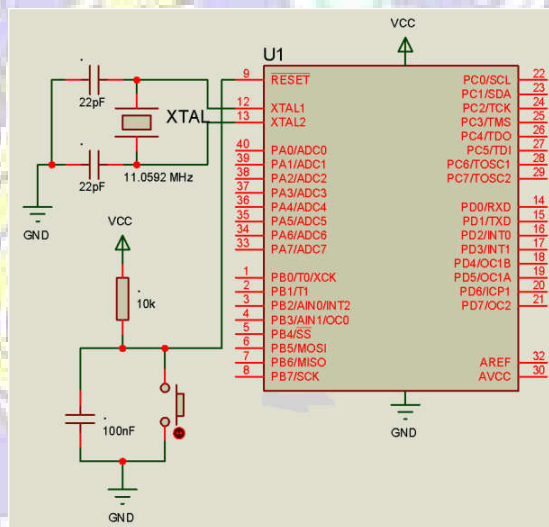 VCC
U1
22pF
XTAL
22pF
11.0592 MHz
GND
VCC
10k
100nF
GND
9 RESET
12 XTAL1
13 XTAL2
40 PA0/ADC0
39 PA1/ADC1
38 PA2/ADC2
37 PA3/ADC3
36 PA4/ADC4
35 PA5/ADC5
34 PA6/ADC6
33 PA7/ADC7
1 PB0/T0/XCK
2 PB1/T1
3 PB2/AIN0/INT2
4 PB3/AIN1/OC0
5 PB4/SS
6 PB5/MOSI
7 PB6/MISO
8 PB7/SCK
PC0/SCL 22
PC1/SDA 23
PC2/TCK 24
PC3/TMS 25
PC4/TDO 26
PC5/TDI 27
PC6/TOSC1 28
PC7/TOSC2 29
PD0/RXD 14
PD1/TXD 15
PD2/INT0 16
PD3/INT1 17
PD4/OC1B 18
PD5/OC1A 19
PD6/ICP1 20
PD7/OC2 21
AREF 32
AVCC 30
GND